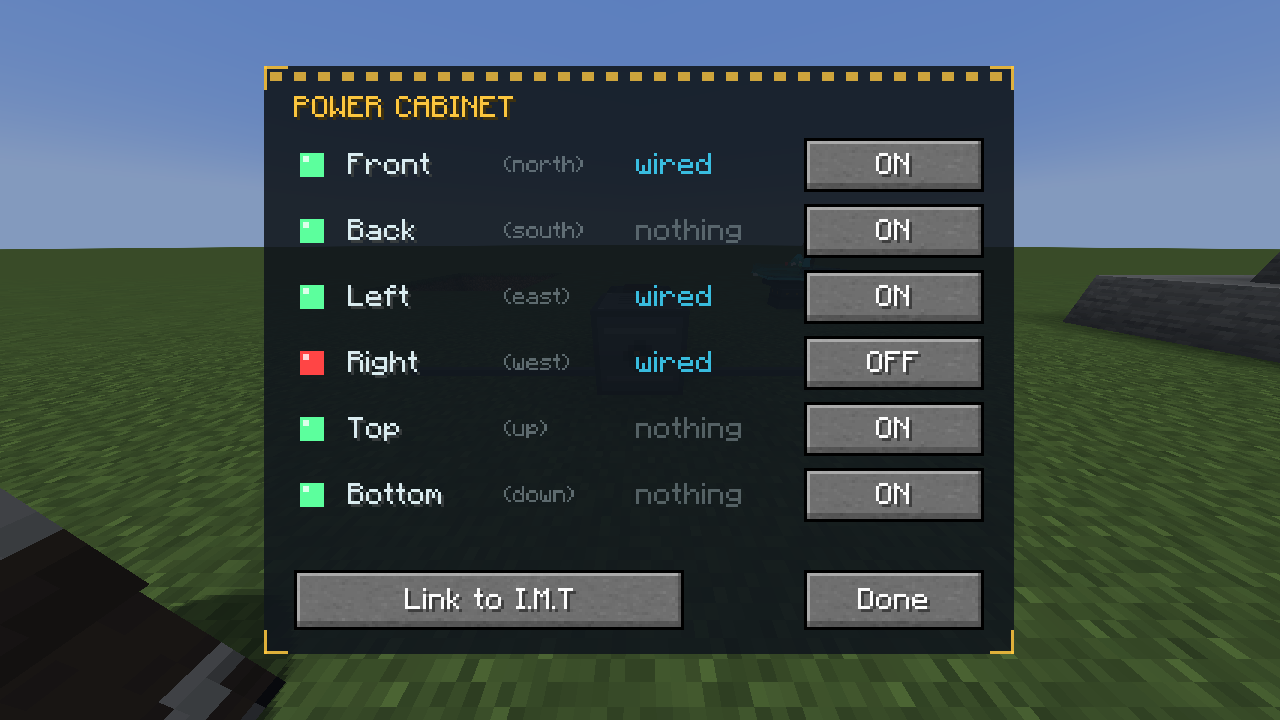 POWER CABINET
Front (north) wired ON
Back (south) nothing ON
Left (east) wired ON
Right (west) wired OFF
Top (up) nothing ON
Bottom (down) nothing ON
Link to I.M.T Done